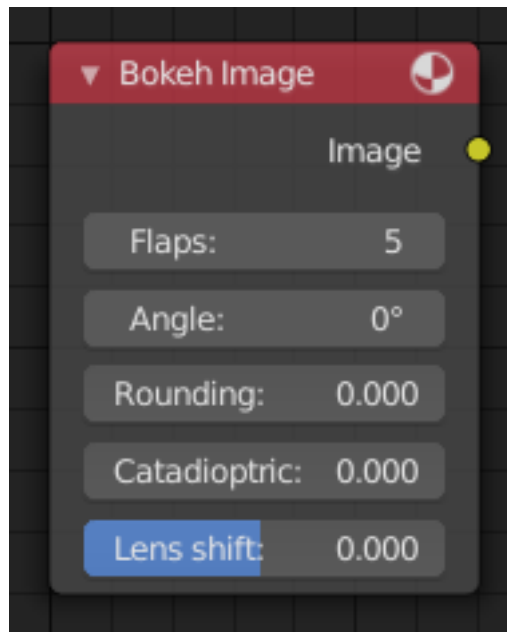 Bokeh Image
Image
Flaps: 5
Angle: 0°
Rounding: 0.000
Catadioptric: 0.000
Lens shift: 0.000